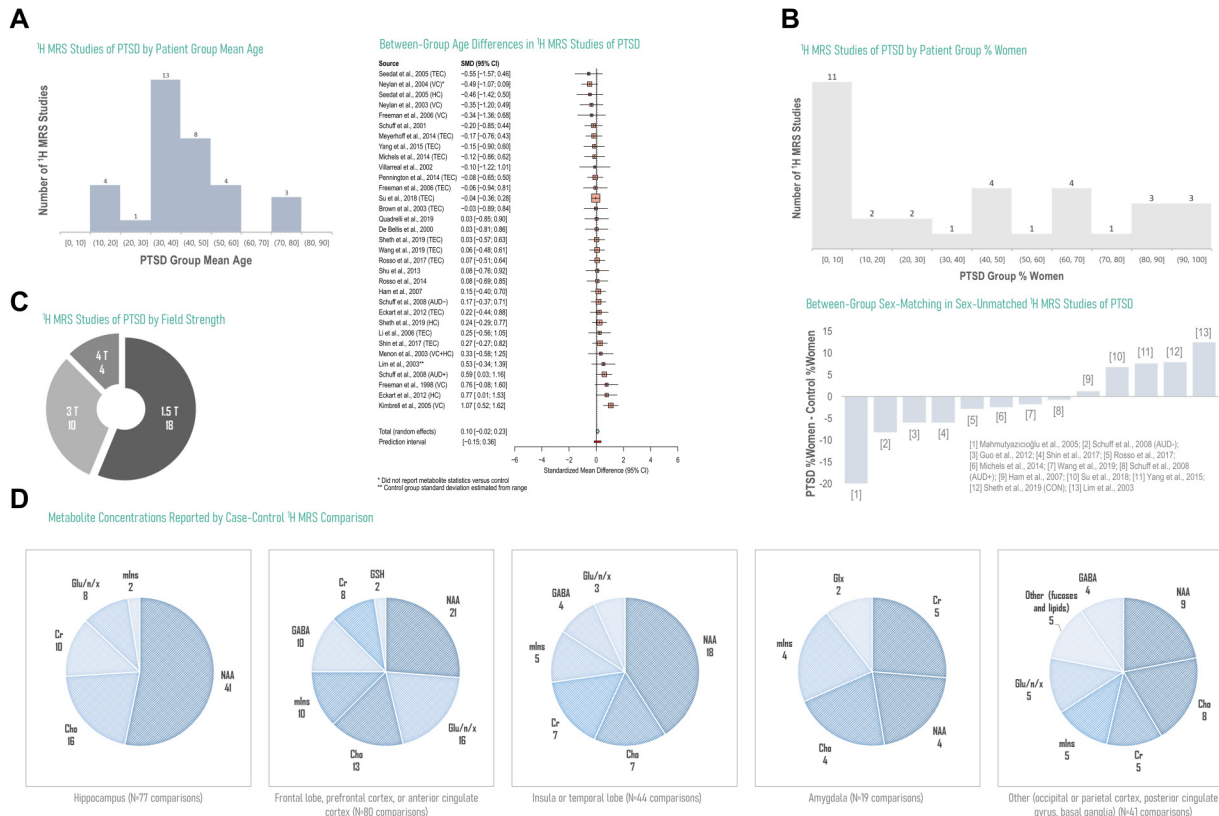 A
¹H MRS Studies of PTSD by Patient Group Mean Age
Number of ¹H MRS Studies
4
1
13
8
4
3
[0, 10]
(10, 20]
(20, 30]
(30, 40]
(40, 50]
(50, 60]
(60, 70]
(70, 80]
(80, 90]
PTSD Group Mean Age
Between-Group Age Differences in ¹H MRS Studies of PTSD
Source SMD (95% CI)
Seedat et al., 2005 (TEC) −0.55 [−1.57; 0.46]
Neylan et al., 2004 (VC)* −0.49 [−1.07; 0.09]
Seedat et al., 2005 (HC) −0.46 [−1.42; 0.50]
Neylan et al., 2003 (VC) −0.35 [−1.20; 0.49]
Freeman et al., 2006 (VC) −0.34 [−1.36; 0.68]
Schuff et al., 2001 −0.20 [−0.85; 0.44]
Meyerhoff et al., 2014 (TEC) −0.17 [−0.76; 0.43]
Yang et al., 2015 (TEC) −0.15 [−0.90; 0.60]
Michels et al., 2014 (TEC) −0.12 [−0.86; 0.62]
Villarreal et al., 2002 −0.10 [−1.22; 1.01]
Pennington et al., 2014 (TEC) −0.08 [−0.65; 0.50]
Freeman et al., 2006 (TEC) −0.06 [−0.94; 0.81]
Su et al., 2018 (TEC) −0.04 [−0.36; 0.28]
Brown et al., 2003 (TEC) −0.03 [−0.89; 0.84]
Quadrelli et al., 2019 0.03 [−0.85; 0.90]
De Bellis et al., 2000 0.03 [−0.81; 0.86]
Sheth et al., 2019 (TEC) 0.03 [−0.57; 0.63]
Wang et al., 2019 (TEC) 0.06 [−0.48; 0.61]
Rosso et al., 2017 (TEC) 0.07 [−0.51; 0.64]
Shu et al., 2013 0.08 [−0.76; 0.92]
Rosso et al., 2014 0.08 [−0.69; 0.85]
Ham et al., 2007 0.15 [−0.40; 0.70]
Schuff et al., 2008 (AUD−) 0.17 [−0.37; 0.71]
Eckart et al., 2012 (TEC) 0.22 [−0.44; 0.88]
Sheth et al., 2019 (HC) 0.24 [−0.29; 0.77]
Li et al., 2006 (TEC) 0.25 [−0.56; 1.05]
Shin et al., 2017 (TEC) 0.27 [−0.27; 0.82]
Menon et al., 2003 (VC+HC) 0.33 [−0.58; 1.25]
Lim et al., 2003** 0.53 [−0.34; 1.39]
Schuff et al., 2008 (AUD+) 0.59 [0.03; 1.16]
Freeman et al., 1998 (VC) 0.76 [−0.08; 1.60]
Eckart et al., 2012 (HC) 0.77 [0.01; 1.53]
Kimbrell et al., 2005 (VC) 1.07 [0.52; 1.62]
Total (random effects) 0.10 [−0.02; 0.23]
Prediction interval [−0.15; 0.36]
−6 −4 −2 0 2 4 6
Standardized Mean Difference (95% CI)
* Did not report metabolite statistics versus control
** Control group standard deviation estimated from range
B
¹H MRS Studies of PTSD by Patient Group % Women
Number of ¹H MRS Studies
11
2
2
1
4
1
4
1
3
3
[0, 10]
(10, 20]
(20, 30]
(30, 40]
(40, 50]
(50, 60]
(60, 70]
(70, 80]
(80, 90]
(90, 100]
PTSD Group % Women
Between-Group Sex-Matching in Sex-Unmatched ¹H MRS Studies of PTSD
PTSD %Women - Control %Women
15
10
5
0
-5
-10
-15
-20
[1]
[2]
[3]
[4]
[5]
[6]
[7]
[8]
[9]
[10]
[11]
[12]
[13]
[1] Mahmutyazıcıoğlu et al., 2005; [2] Schuff et al., 2008 (AUD-);
[3] Guo et al., 2012; [4] Shin et al., 2017; [5] Rosso et al., 2017;
[6] Michels et al., 2014; [7] Wang et al., 2019; [8] Schuff et al., 2008
(AUD+); [9] Ham et al., 2007; [10] Su et al., 2018; [11] Yang et al., 2015;
[12] Sheth et al., 2019 (CON); [13] Lim et al., 2003
C
¹H MRS Studies of PTSD by Field Strength
4 T
4
3 T
10
1.5 T
18
D
Metabolite Concentrations Reported by Case-Control ¹H MRS Comparison
mIns
2
Glu/n/x
8
Cr
10
Cho
16
NAA
41
Hippocampus (N=77 comparisons)
GSH
2
Cr
8
GABA
10
mIns
10
Cho
13
Glu/n/x
16
NAA
21
Frontal lobe, prefrontal cortex, or anterior cingulate
cortex (N=80 comparisons)
Glu/n/x
3
GABA
4
mIns
5
Cr
7
Cho
7
NAA
18
Insula or temporal lobe (N=44 comparisons)
Glx
2
mIns
4
Cho
4
NAA
4
Cr
5
Amygdala (N=19 comparisons)
GABA
4
Other (fucoses
and lipids)
5
Glu/n/x
5
mIns
5
Cr
5
Cho
8
NAA
9
Other (occipital or parietal cortex, posterior cingulate
gyrus, basal ganglia) (N=41 comparisons)